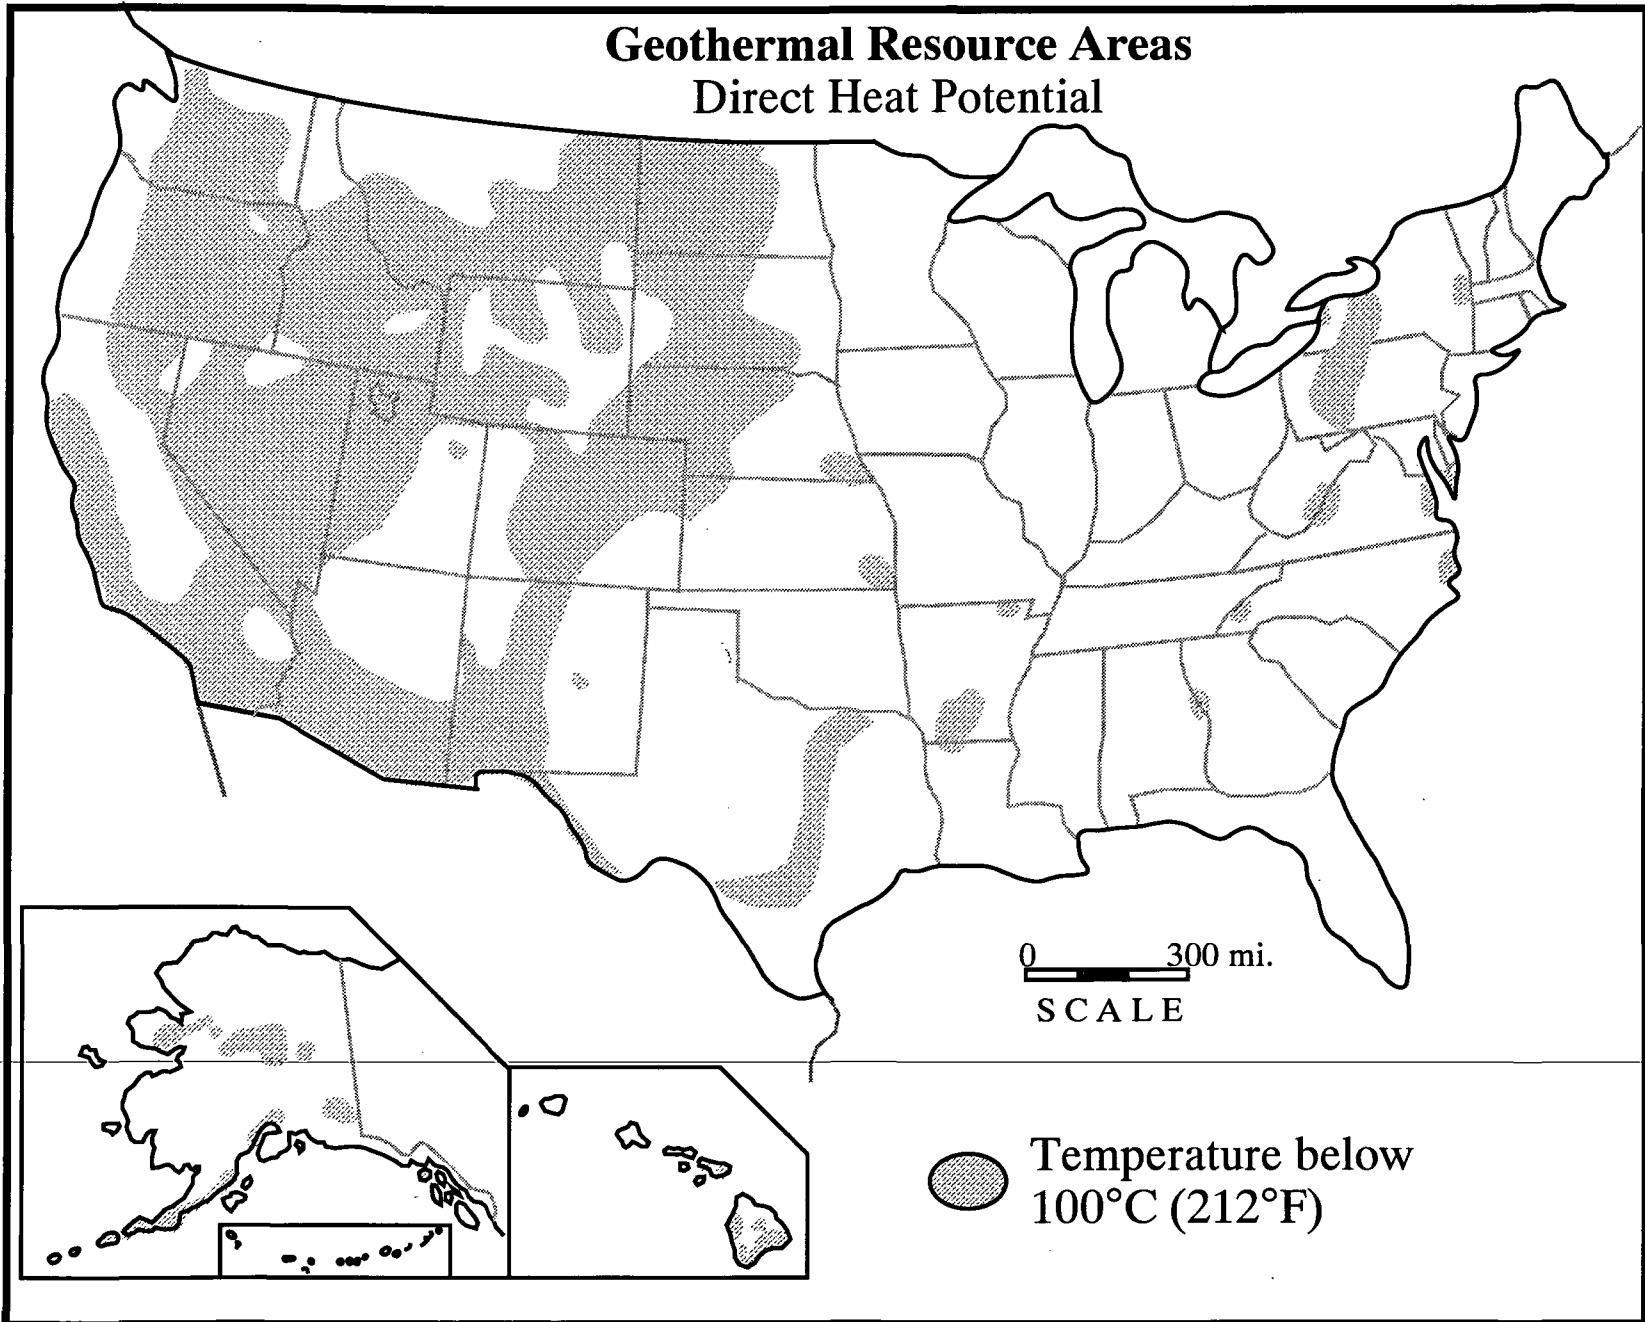 Geothermal Resource Areas
Direct Heat Potential
0 300 mi.
SCALE
Temperature below
100°C (212°F)